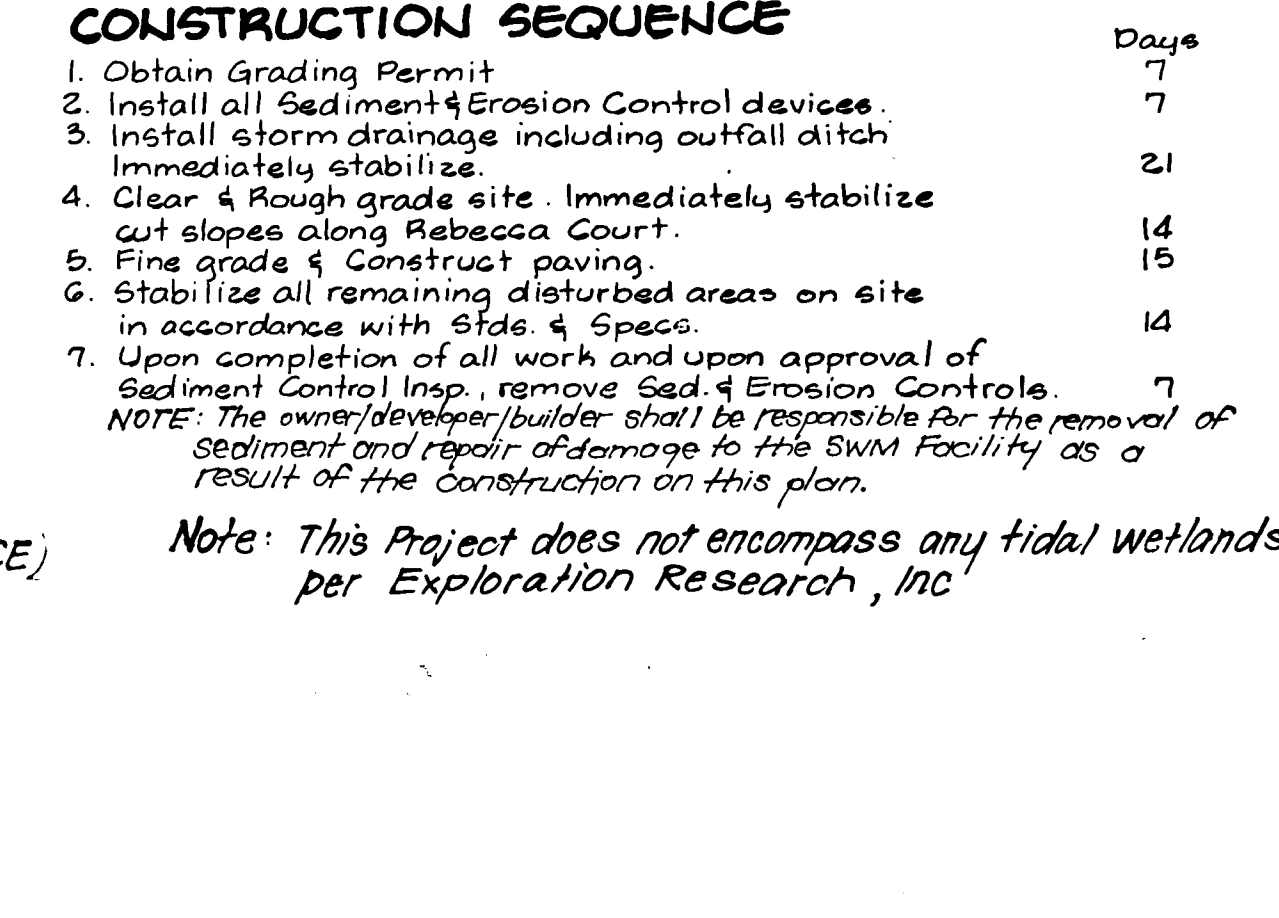 CONSTRUCTION SEQUENCE
Days
1. Obtain Grading Permit 7
2. Install all Sediment & Erosion Control devices. 7
3. Install storm drainage including outfall ditch
Immediately stabilize. 21
4. Clear & Rough grade site. Immediately stabilize
cut slopes along Rebecca Court. 14
5. Fine grade & Construct paving. 15
6. Stabilize all remaining disturbed areas on site
in accordance with Stds. & Specs. 14
7. Upon completion of all work and upon approval of
Sediment Control Insp., remove Sed. & Erosion Controls. 7
NOTE: The owner/developer/builder shall be responsible for the removal of
sediment and repair of damage to the SWM Facility as a
result of the construction on this plan.
CE)
Note: This Project does not encompass any tidal wetlands
per Exploration Research, Inc